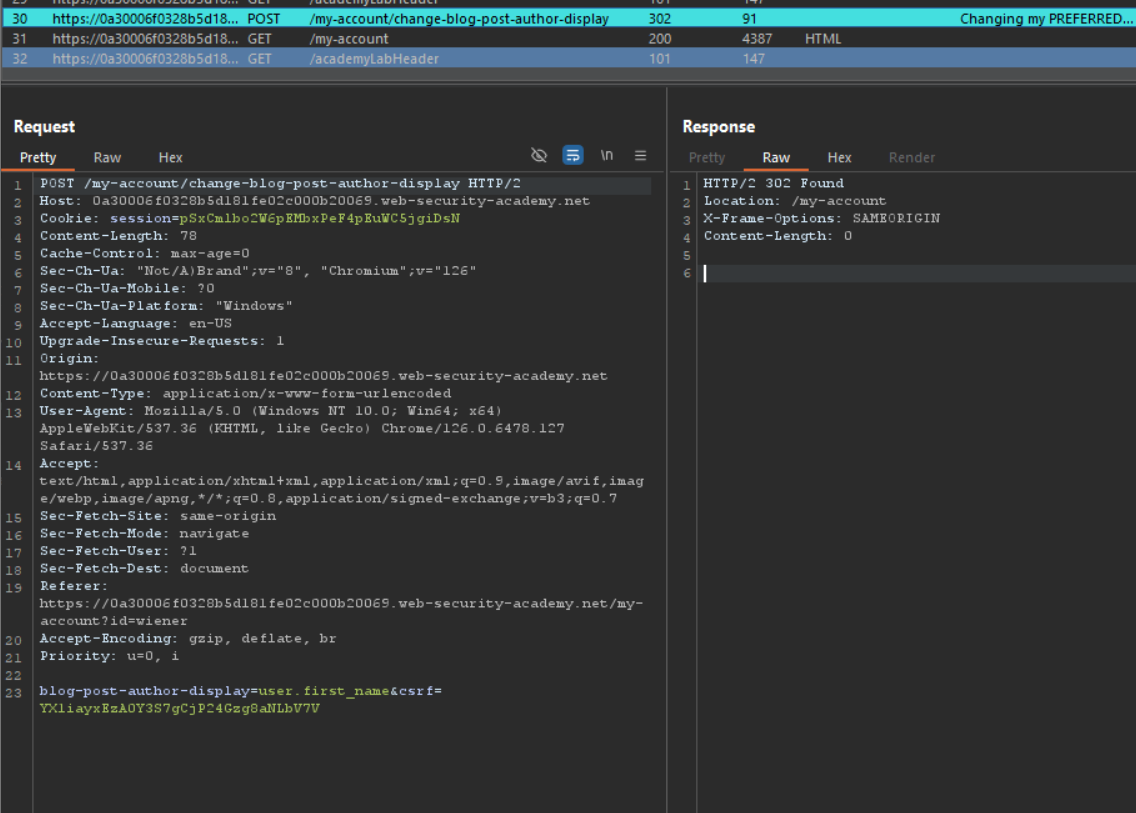 30 https://0a30006f0328b5d18... POST /my-account/change-blog-post-author-display 302 91 Changing my PREFERRED...
31 https://0a30006f0328b5d18... GET /my-account 200 4387 HTML
32 https://0a30006f0328b5d18... GET /academyLabHeader 101 147
Request
Pretty Raw Hex
\n
1 POST /my-account/change-blog-post-author-display HTTP/2
2 Host: 0a30006f0328b5d181fe02c000b20069.web-security-academy.net
3 Cookie: session=pSxCmlbo2W6pEMbxPeF4pEuWC5jgiDsN
4 Content-Length: 78
5 Cache-Control: max-age=0
6 Sec-Ch-Ua: "Not/A)Brand";v="8", "Chromium";v="126"
7 Sec-Ch-Ua-Mobile: ?0
8 Sec-Ch-Ua-Platform: "Windows"
9 Accept-Language: en-US
10 Upgrade-Insecure-Requests: 1
11 Origin:
https://0a30006f0328b5d181fe02c000b20069.web-security-academy.net
12 Content-Type: application/x-www-form-urlencoded
13 User-Agent: Mozilla/5.0 (Windows NT 10.0; Win64; x64)
AppleWebKit/537.36 (KHTML, like Gecko) Chrome/126.0.6478.127
Safari/537.36
14 Accept:
text/html,application/xhtml+xml,application/xml;q=0.9,image/avif,imag
e/webp,image/apng,*/*;q=0.8,application/signed-exchange;v=b3;q=0.7
15 Sec-Fetch-Site: same-origin
16 Sec-Fetch-Mode: navigate
17 Sec-Fetch-User: ?1
18 Sec-Fetch-Dest: document
19 Referer:
https://0a30006f0328b5d181fe02c000b20069.web-security-academy.net/my-
account?id=wiener
20 Accept-Encoding: gzip, deflate, br
21 Priority: u=0, i
22
23 blog-post-author-display=user.first_name&csrf=
YXliayxEzAOY3S7gCjP24Gzg8aNLbV7V
Response
Pretty Raw Hex Render
1 HTTP/2 302 Found
2 Location: /my-account
3 X-Frame-Options: SAMEORIGIN
4 Content-Length: 0
5
6